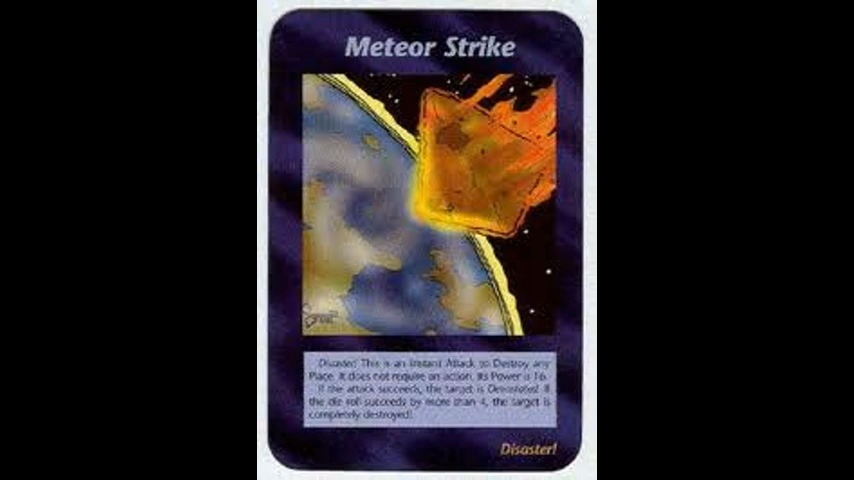 Meteor Strike
Disaster! This is an Instant Attack to Destroy any
Place. It does not require an action. Its Power is 16.
If the attack succeeds, the target is Devastated! If
the die roll succeeds by more than 4, the target is
completely destroyed!
Disaster!